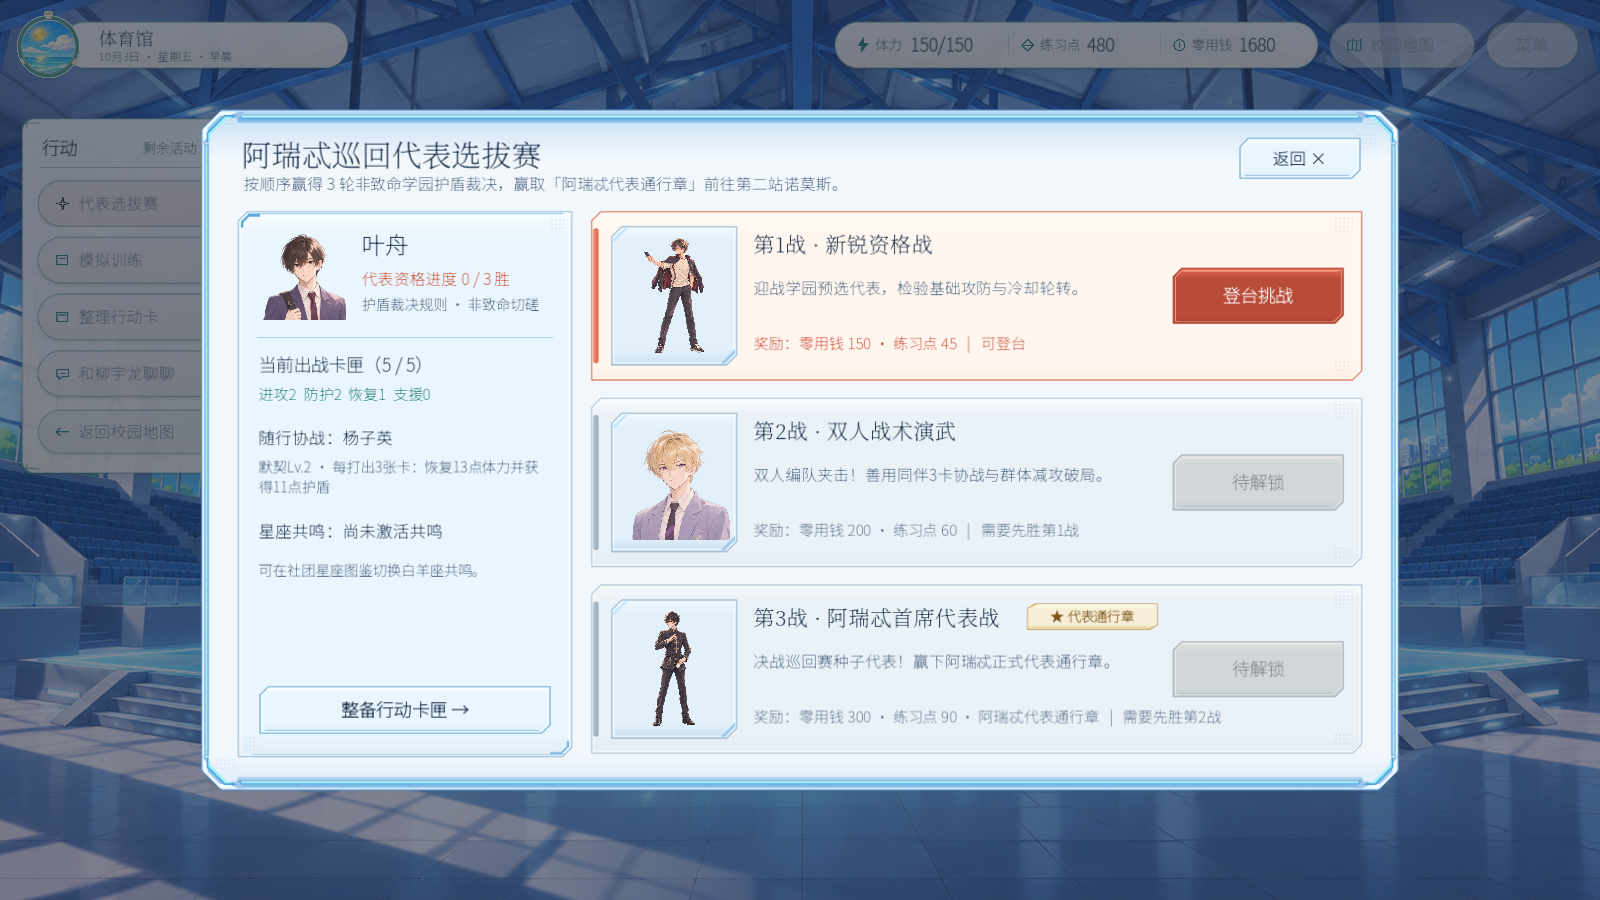 体育馆
10月3日 · 星期五 · 早晨
体力 150/150
练习点 480
零用钱 1680
校园地图
菜单
行动
剩余活动
代表选拔赛
模拟训练
整理行动卡
和柳宇龙聊聊
返回校园地图
阿瑞忒巡回代表选拔赛
按顺序赢得 3 轮非致命学园护盾裁决，赢取「阿瑞忒代表通行章」前往第二站诺莫斯。
返回 ×
叶舟
代表资格进度 0 / 3 胜
护盾裁决规则 · 非致命切磋
当前出战卡匣（5 / 5）
进攻2 防护2 恢复1 支援0
随行协战：杨子英
默契Lv.2 · 每打出3张卡：恢复13点体力并获
得11点护盾
星座共鸣：尚未激活共鸣
可在社团星座图鉴切换白羊座共鸣。
整备行动卡匣 →
第1战 · 新锐资格战
迎战学园预选代表，检验基础攻防与冷却轮转。
奖励：零用钱 150 · 练习点 45 ｜ 可登台
登台挑战
第2战 · 双人战术演武
双人编队夹击！善用同伴3卡协战与群体减攻破局。
奖励：零用钱 200 · 练习点 60 ｜ 需要先胜第1战
待解锁
第3战 · 阿瑞忒首席代表战
★ 代表通行章
决战巡回赛种子代表！赢下阿瑞忒正式代表通行章。
奖励：零用钱 300 · 练习点 90 · 阿瑞忒代表通行章 ｜ 需要先胜第2战
待解锁